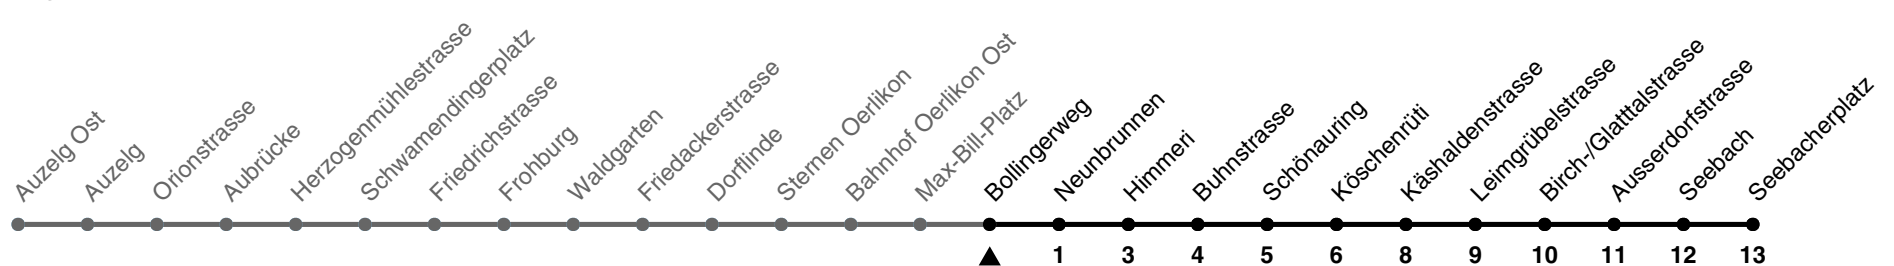 Auzelg Ost
Auzelg
Orionstrasse
Aubrücke
Herzogenmühlestrasse
Schwamendingerplatz
Friedrichstrasse
Frohburg
Waldgarten
Friedackerstrasse
Dorflinde
Sternen Oerlikon
Bahnhof Oerlikon Ost
Max-Bill-Platz
Bollingerweg
Neunbrunnen
Himmeri
Buhnstrasse
Schönauring
Köschenrüti
Käshaldenstrasse
Leimgrübelstrasse
Birch-/Glatttalstrasse
Ausserdorfstrasse
Seebach
Seebacherplatz
1 3 4 5 6 8 9 10 11 12 13